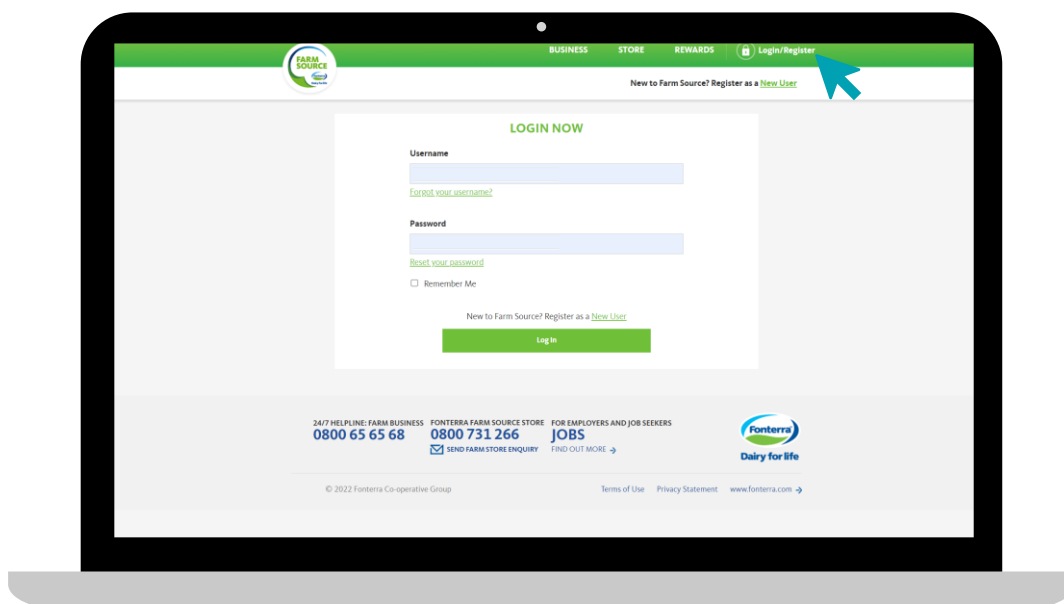 FARM
SOURCE
BUSINESS STORE REWARDS Login/Register
New to Farm Source? Register as a New User
LOGIN NOW
Username
Forgot your username?
Password
Reset your password
Remember Me
New to Farm Source? Register as a New User
Log In
24/7 HELPLINE: FARM BUSINESS FONTERRA FARM SOURCE STORE FOR EMPLOYERS AND JOB SEEKERS
0800 65 65 68 0800 731 266 JOBS
SEND FARM STORE ENQUIRY FIND OUT MORE
Fonterra
Dairy for life
© 2022 Fonterra Co-operative Group Terms of Use Privacy Statement www.fonterra.com